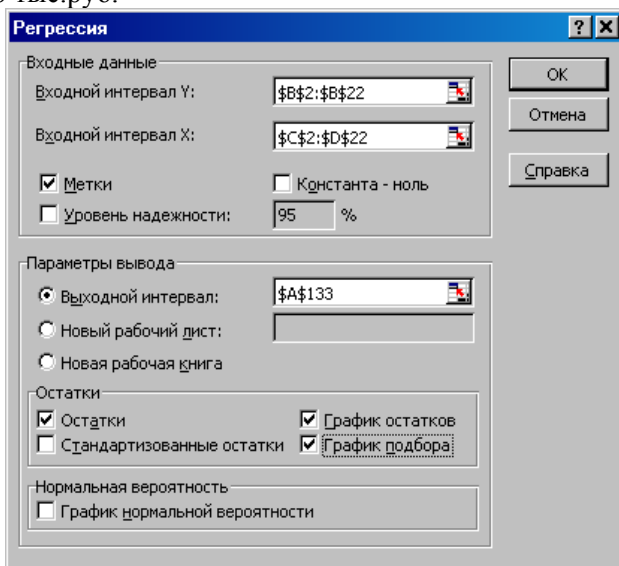 тыс.руб.
Регрессия
Входные данные
Входной интервал Y: $B$2:$B$22
Входной интервал X: $C$2:$D$22
Метки Константа - ноль
Уровень надежности: 95 %
OK
Отмена
Справка
Параметры вывода
Выходной интервал: $A$133
Новый рабочий лист:
Новая рабочая книга
Остатки
Остатки График остатков
Стандартизованные остатки График подбора
Нормальная вероятность
График нормальной вероятности